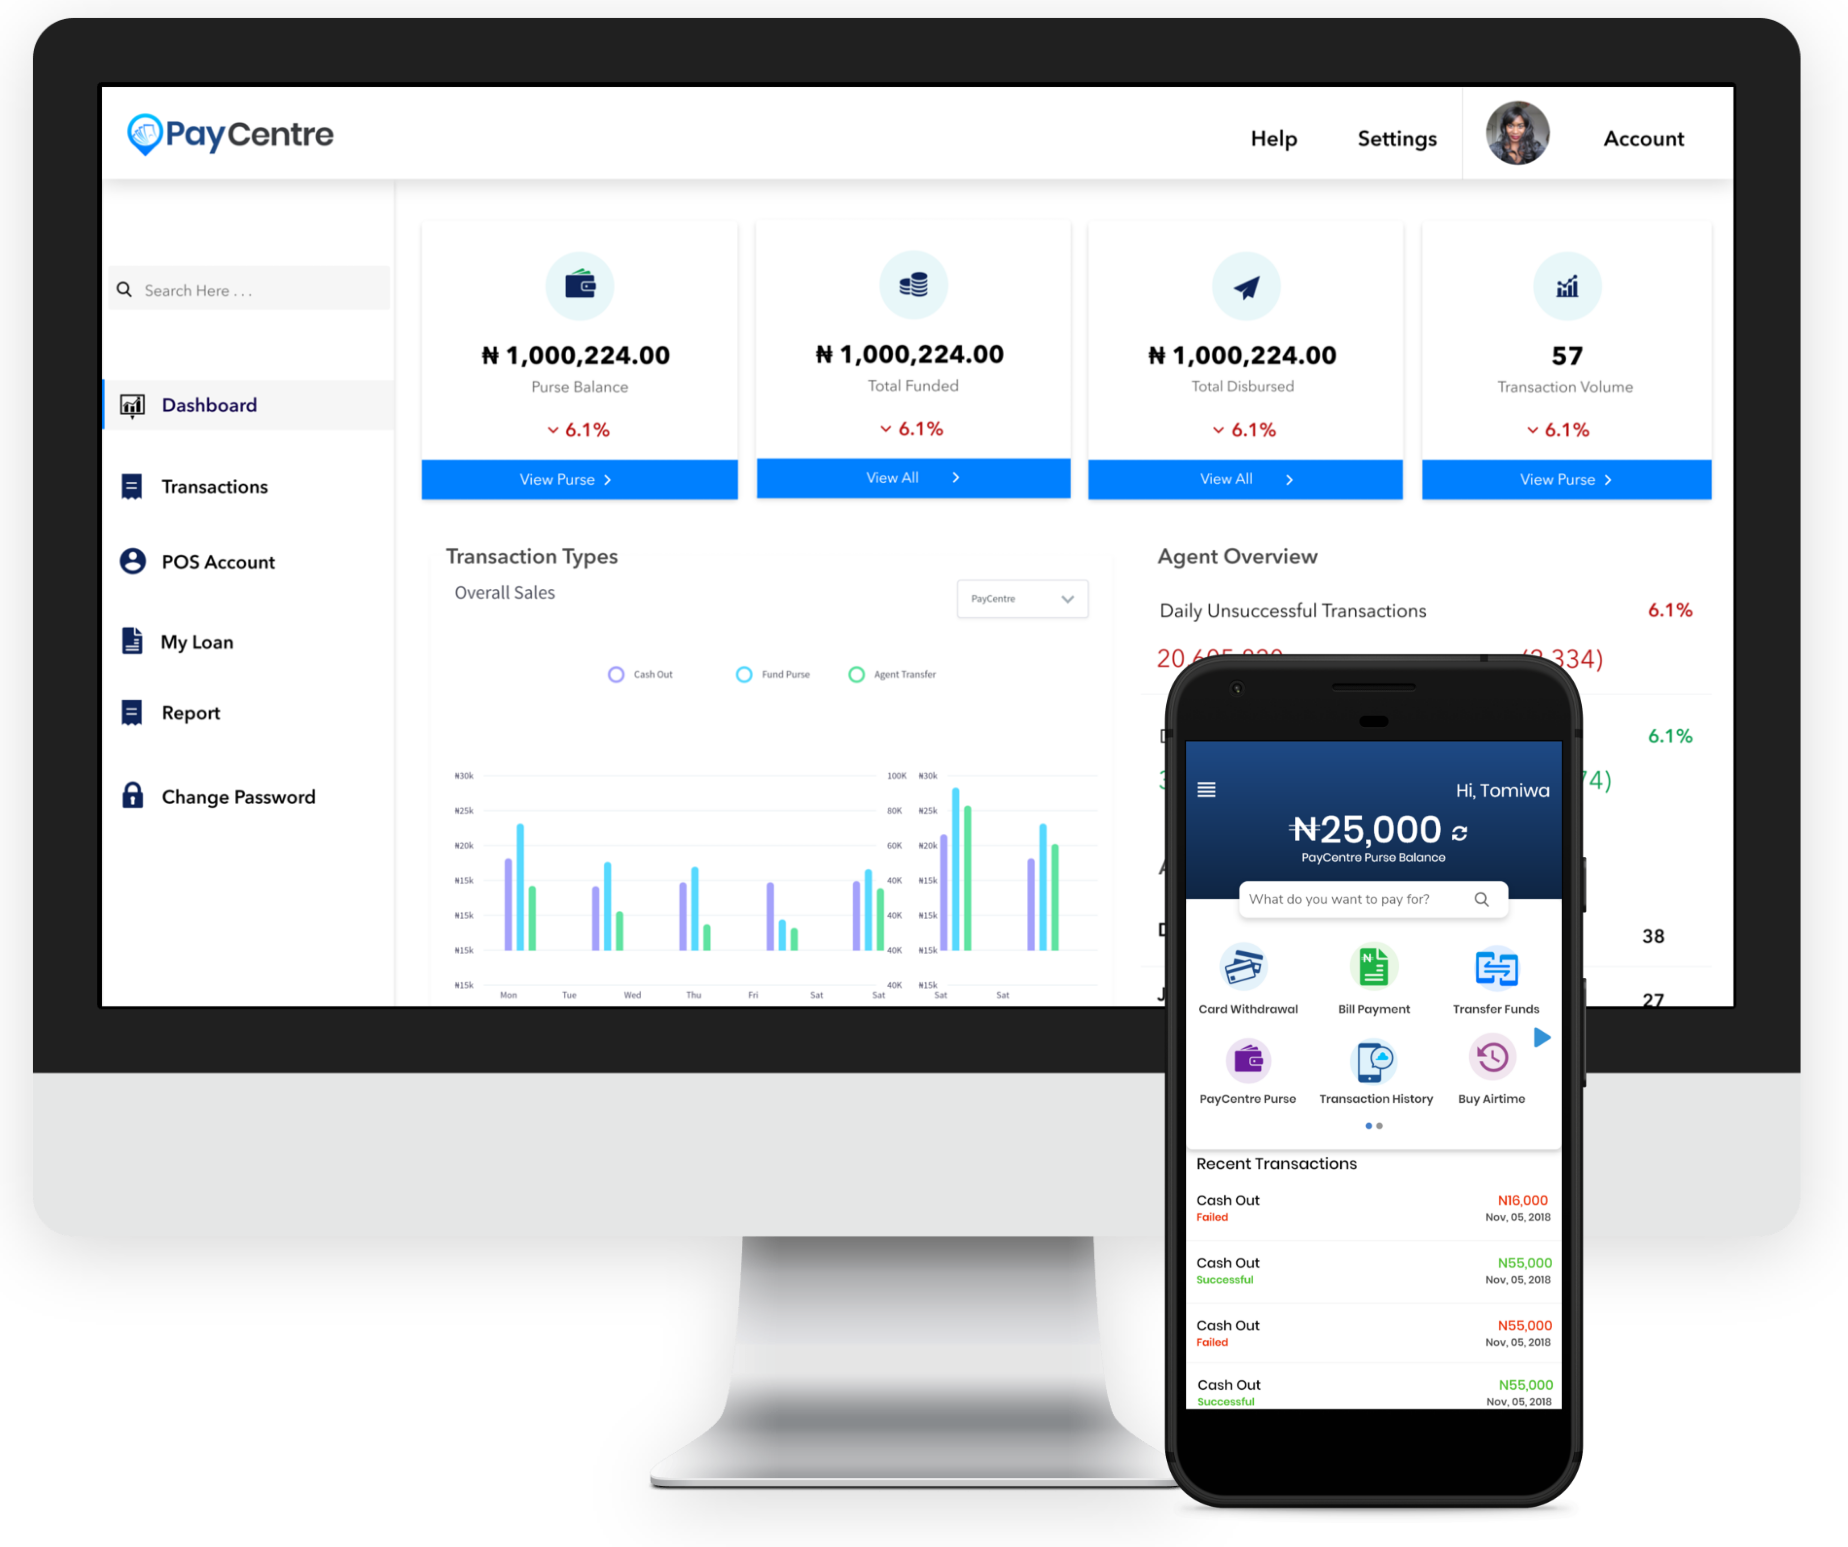 PayCentre
Help
Settings
Account
Search Here . . .
Dashboard
Transactions
POS Account
My Loan
Report
Change Password
₦ 1,000,224.00
Purse Balance
6.1%
View Purse
₦ 1,000,224.00
Total Funded
6.1%
View All
₦ 1,000,224.00
Total Disbursed
6.1%
View All
57
Transaction Volume
6.1%
View Purse
Transaction Types
Overall Sales
PayCentre
Cash Out
Fund Purse
Agent Transfer
₦30k 100K ₦30k
₦25k 80K ₦25k
₦20k 60K ₦20k
₦15k 40K ₦15k
₦15k 40K ₦15k
₦15k 40K ₦15k
₦15k 40K ₦15k
Mon Tue Wed Thu Fri Sat Sat Sat Sat
Agent Overview
Daily Unsuccessful Transactions 6.1%
6.1%
38
27
Hi, Tomiwa
₦25,000
PayCentre Purse Balance
What do you want to pay for?
Card Withdrawal
Bill Payment
Transfer Funds
PayCentre Purse
Transaction History
Buy Airtime
Recent Transactions
Cash Out N16,000
Failed Nov, 05, 2018
Cash Out N55,000
Successful Nov, 05, 2018
Cash Out N55,000
Failed Nov, 05, 2018
Cash Out N55,000
Successful Nov, 05, 2018